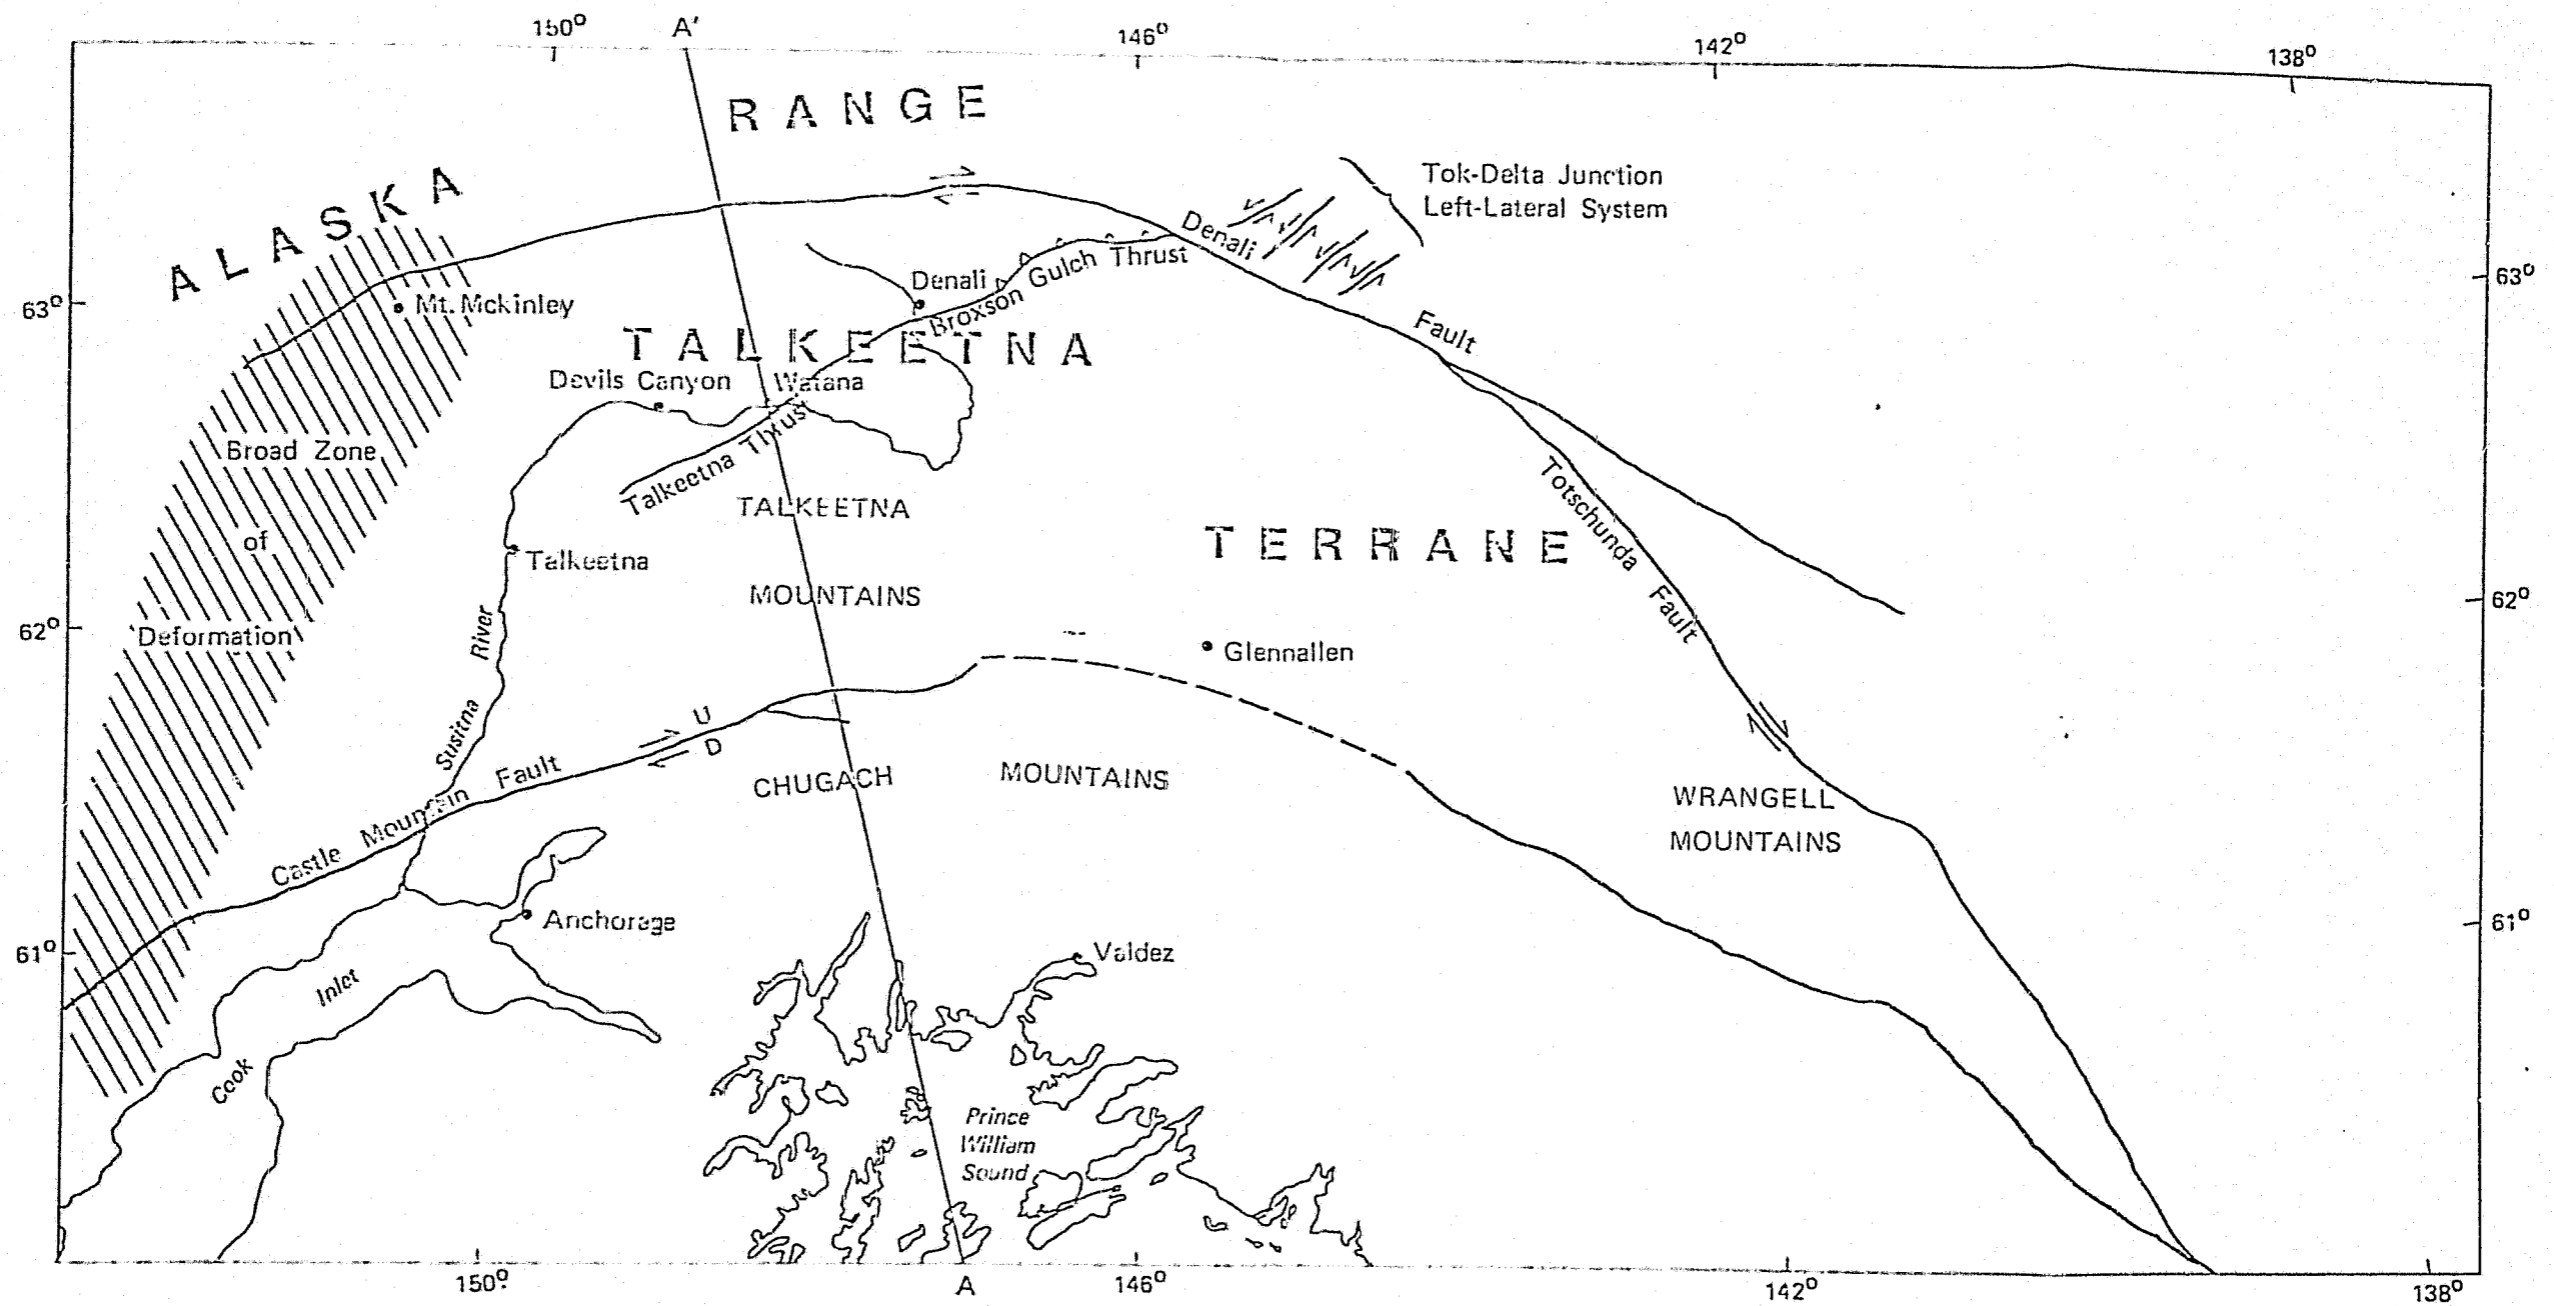 150° A' 146° 142° 138°
RANGE
ALASKA
Tok-Delta Junction
Left-Lateral System
Denali
Fault
63° 63°
Mt. Mckinley
Denali
Broxson Gulch Thrust
TALKEETNA
Devils Canyon
Watana
Talkeetna Thrust
Broad Zone
of
Deformation
TALKEETNA
MOUNTAINS
TERRANE
Totschunda Fault
Talkeetna
62° 62°
Glennallen
Susitna River
U
D
Castle Mountain Fault
CHUGACH MOUNTAINS
WRANGELL
MOUNTAINS
Anchorage
61° 61°
Valdez
Cook Inlet
Prince
William
Sound
150° A 146° 142° 138°